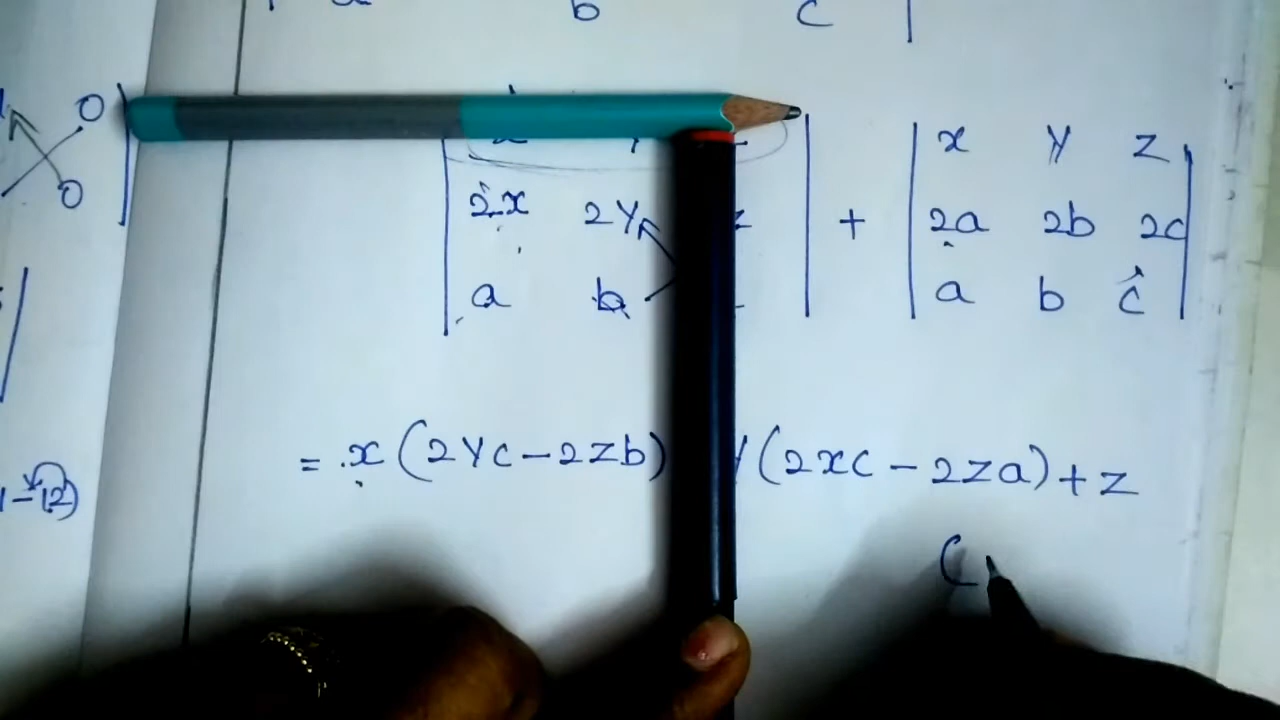 a b c
x y z
2x 2y z + 2a 2b 2c
a b a b c
= x (2yc - 2zb) y (2xc - 2za) + z
(